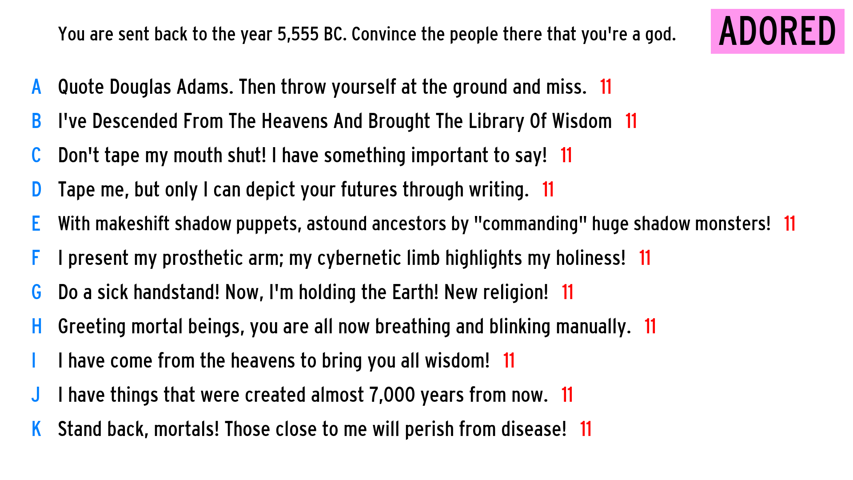 You are sent back to the year 5,555 BC. Convince the people there that you're a god.
ADORED
A Quote Douglas Adams. Then throw yourself at the ground and miss. 11
B I've Descended From The Heavens And Brought The Library Of Wisdom 11
C Don't tape my mouth shut! I have something important to say! 11
D Tape me, but only I can depict your futures through writing. 11
E With makeshift shadow puppets, astound ancestors by "commanding" huge shadow monsters! 11
F I present my prosthetic arm; my cybernetic limb highlights my holiness! 11
G Do a sick handstand! Now, I'm holding the Earth! New religion! 11
H Greeting mortal beings, you are all now breathing and blinking manually. 11
I I have come from the heavens to bring you all wisdom! 11
J I have things that were created almost 7,000 years from now. 11
K Stand back, mortals! Those close to me will perish from disease! 11